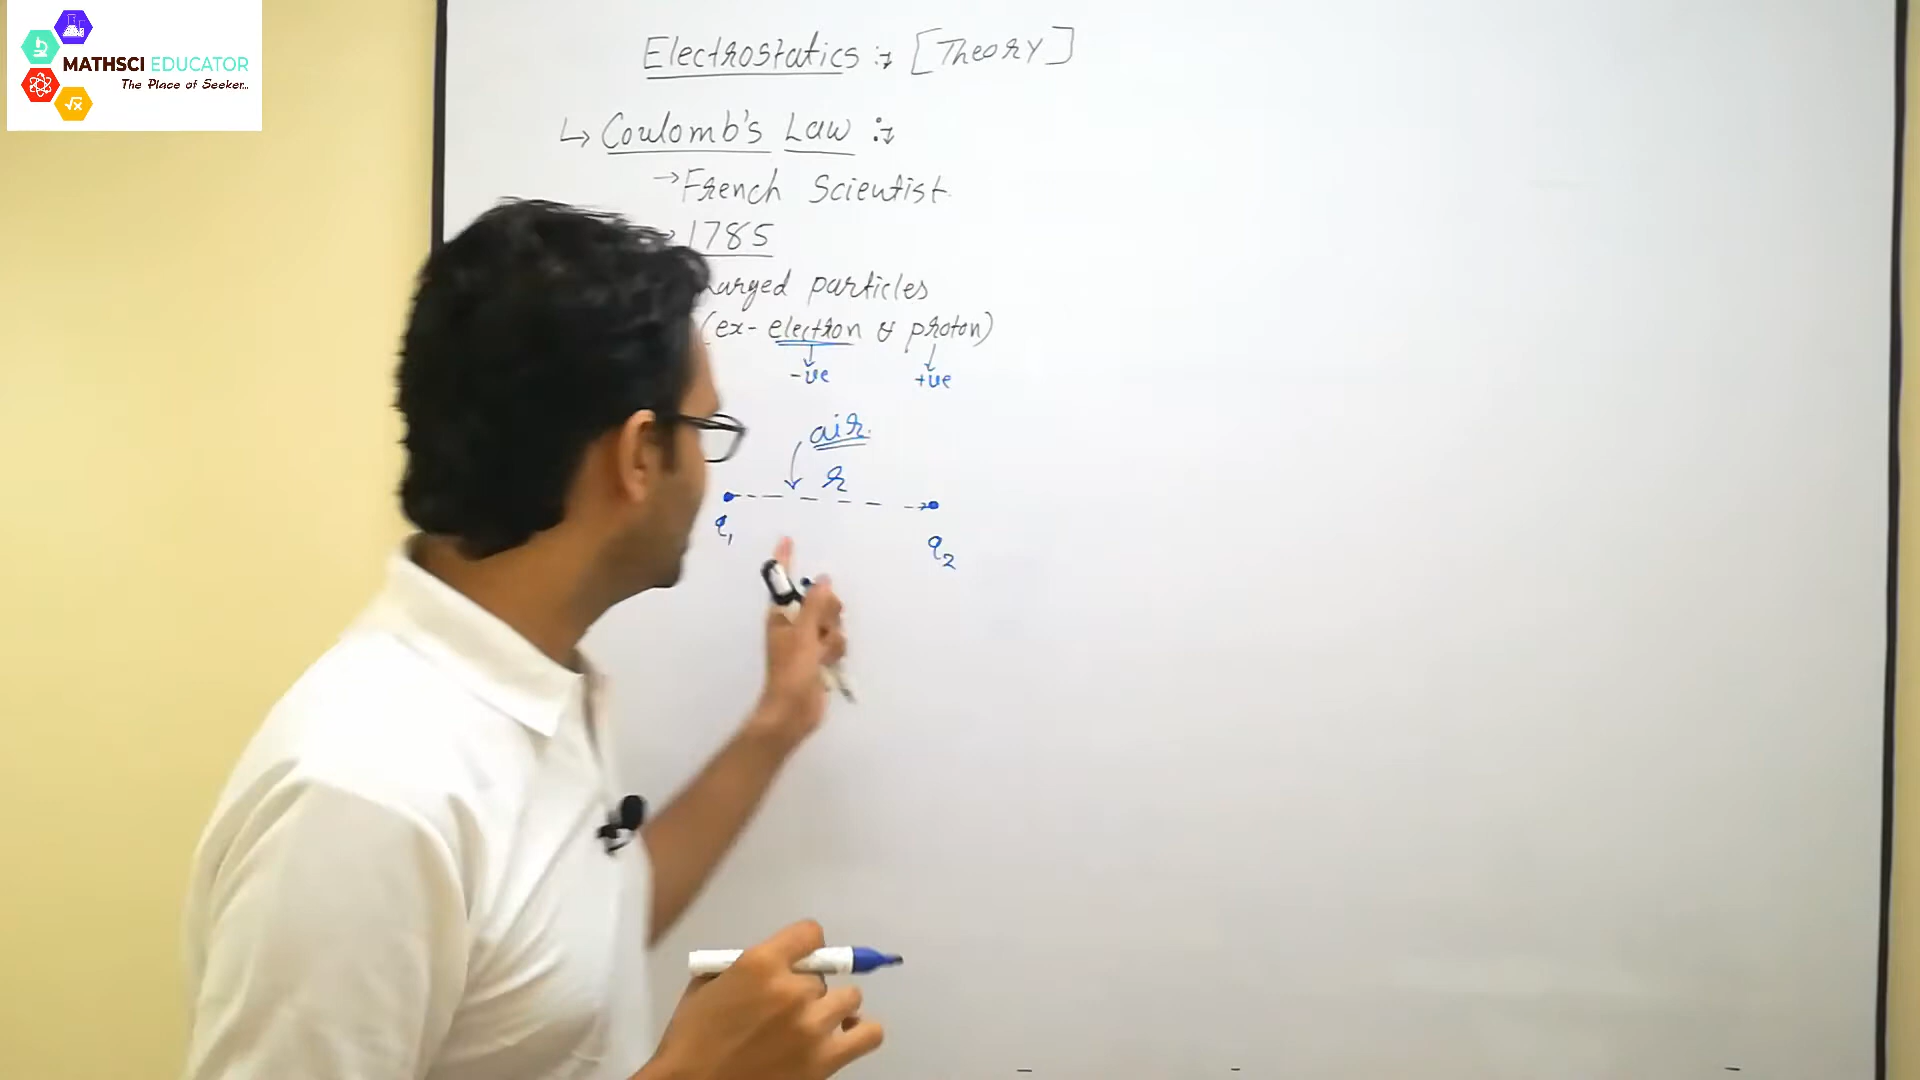 MATHSCI EDUCATOR
The Place of Seeker...
√x
Electrostatics :→ [Theory]
↳ Coulomb's Law :→
→ French Scientist
→ 1785
(ex- electron & proton)
particles
-ve +ve
air
r
q1 q2